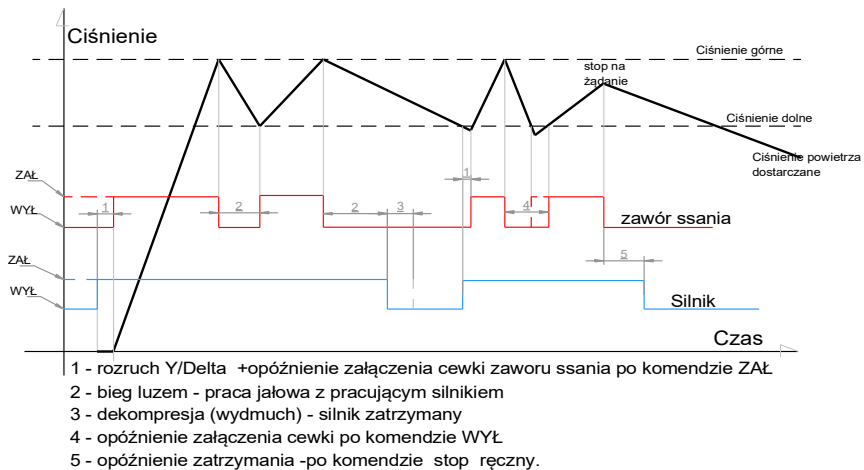 Ciśnienie
Ciśnienie górne
stop na
żądanie
Ciśnienie dolne
Ciśnienie powietrza
dostarczane
ZAŁ
1
WYŁ
1
2
2
3
4
zawór ssania
ZAŁ
5
WYŁ
Silnik
Czas
1 - rozruch Y/Delta +opóźnienie załączenia cewki zaworu ssania po komendzie ZAŁ
2 - bieg luzem - praca jałowa z pracującym silnikiem
3 - dekompresja (wydmuch) - silnik zatrzymany
4 - opóźnienie załączenia cewki po komendzie WYŁ
5 - opóźnienie zatrzymania -po komendzie stop ręczny.